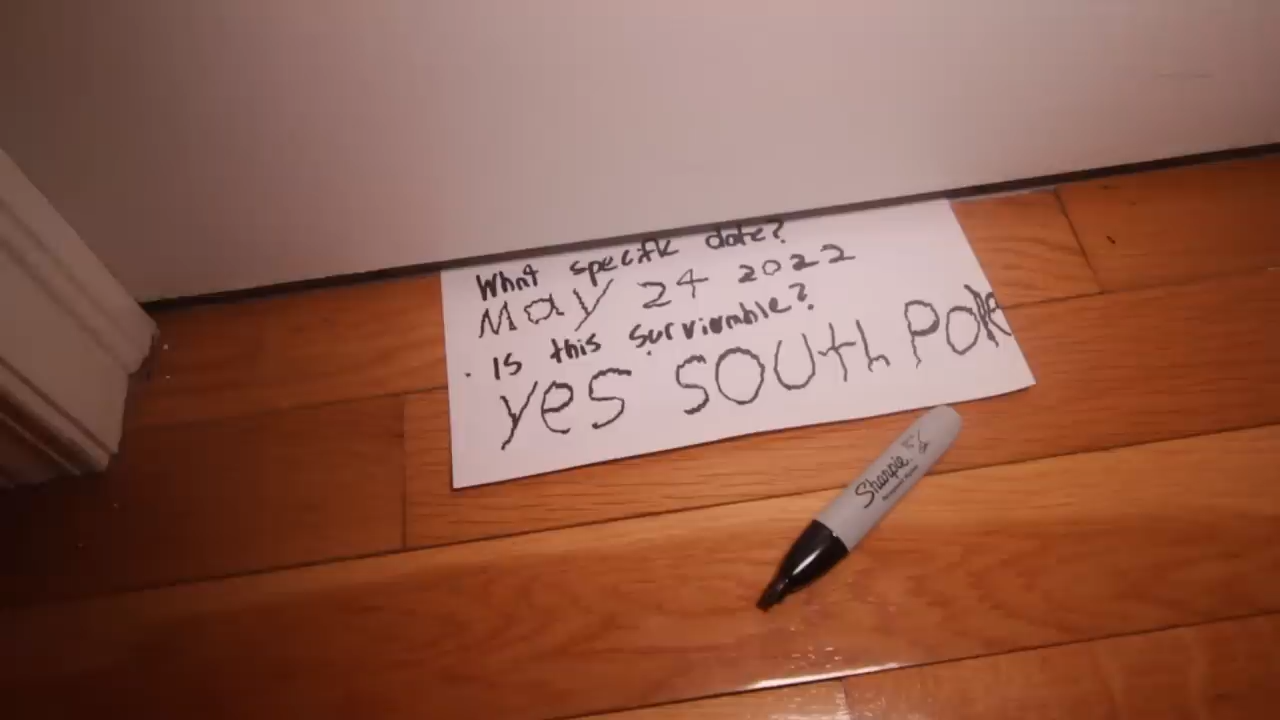 What specifk date?
May 24 2022
. Is this survivable?
yes SOUth POle
Sharpie